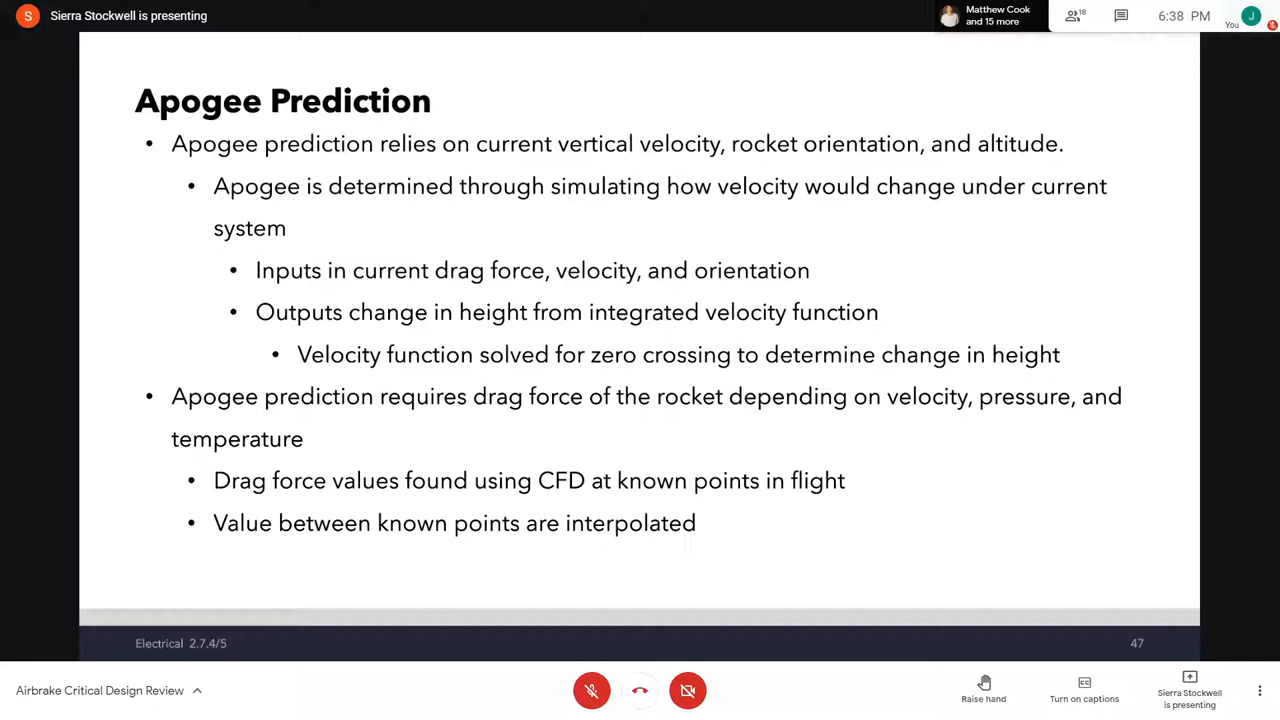 S Sierra Stockwell is presenting
Matthew Cook
and 15 more
18
6:38 PM
You
J
Apogee Prediction
• Apogee prediction relies on current vertical velocity, rocket orientation, and altitude.
• Apogee is determined through simulating how velocity would change under current
system
• Inputs in current drag force, velocity, and orientation
• Outputs change in height from integrated velocity function
• Velocity function solved for zero crossing to determine change in height
• Apogee prediction requires drag force of the rocket depending on velocity, pressure, and
temperature
• Drag force values found using CFD at known points in flight
• Value between known points are interpolated
Electrical 2.7.4/5
47
Airbrake Critical Design Review
Raise hand
Turn on captions
Sierra Stockwell
is presenting